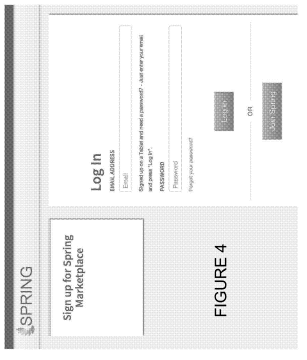 SPRING
Sign up for Spring
Marketplace
Log In
EMAIL ADDRESS
Email
Signed up on a Tablet and need a password? - Just enter your email
and press "Log In".
PASSWORD
Password
Forgot your password?
Log In
OR
Join Spring
FIGURE 4